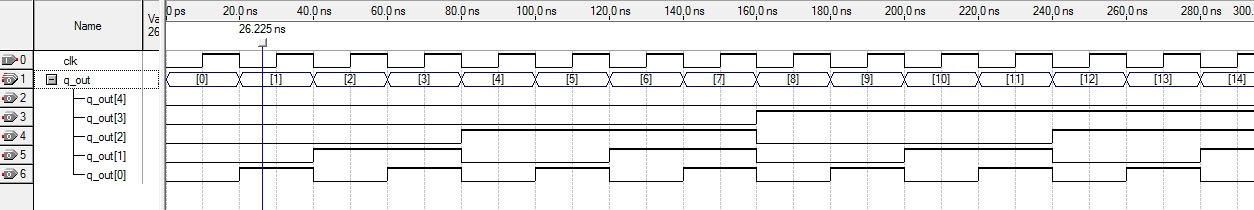 Name Va 0 ps 20.0 ns 40.0 ns 60.0 ns 80.0 ns 100.0 ns 120.0 ns 140.0 ns 160.0 ns 180.0 ns 200.0 ns 220.0 ns 240.0 ns 260.0 ns 280.0 ns 300.
26 26.225 ns
0 clk
1 q_out [0] [1] [2] [3] [4] [5] [6] [7] [8] [9] [10] [11] [12] [13] [14]
2 q_out[4]
3 q_out[3]
4 q_out[2]
5 q_out[1]
6 q_out[0]